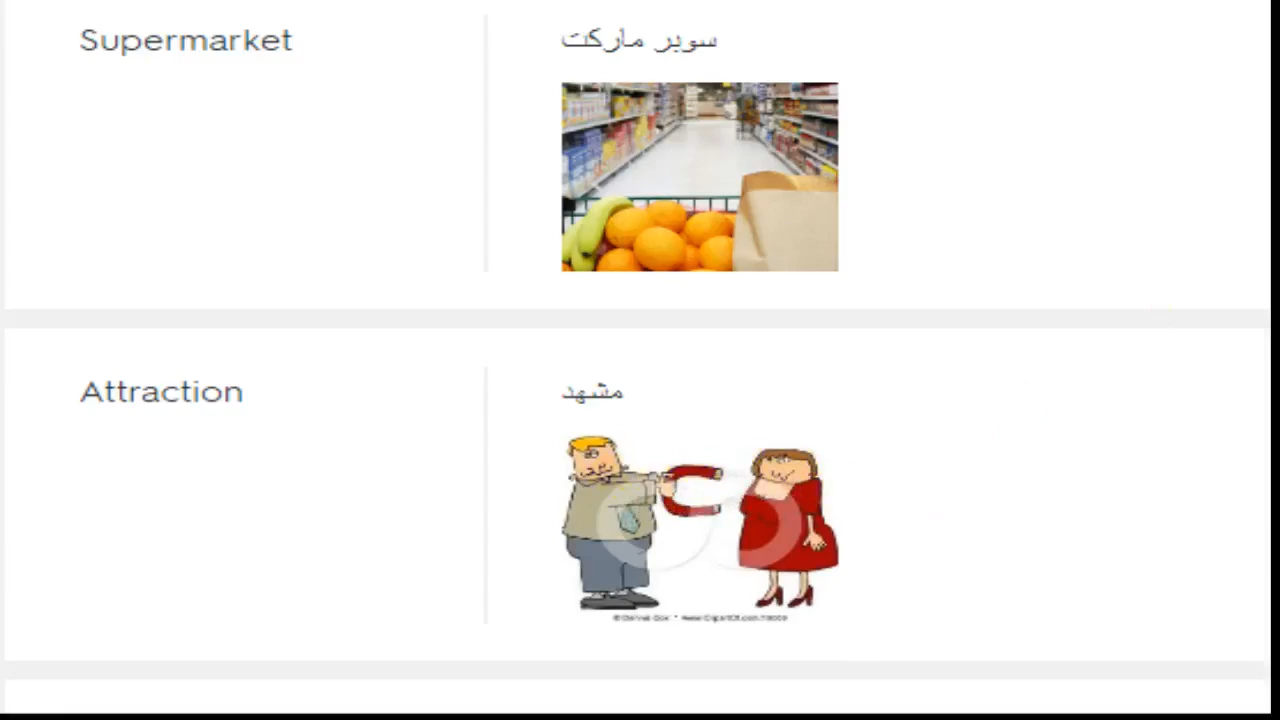 Supermarket
سوبر ماركت
Attraction
مشهد